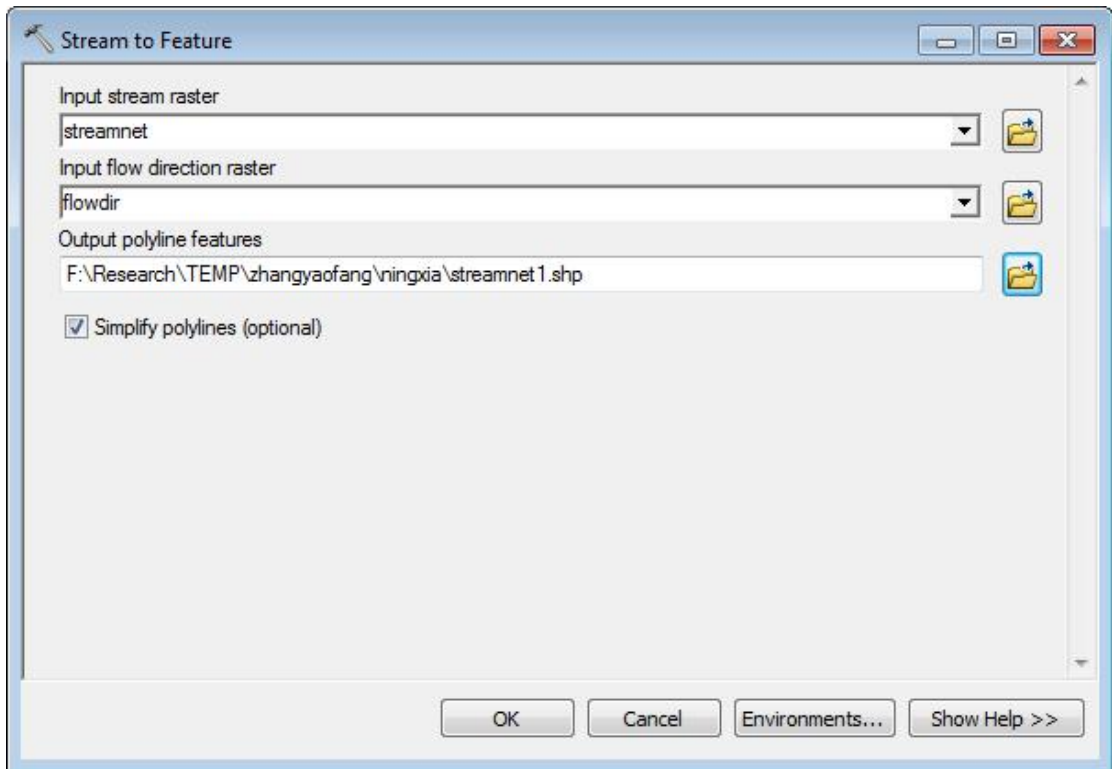 Stream to Feature
Input stream raster
streamnet
Input flow direction raster
flowdir
Output polyline features
F:\Research\TEMP\zhangyaofang\ningxia\streamnet1.shp
Simplify polylines (optional)
OK
Cancel
Environments...
Show Help >>